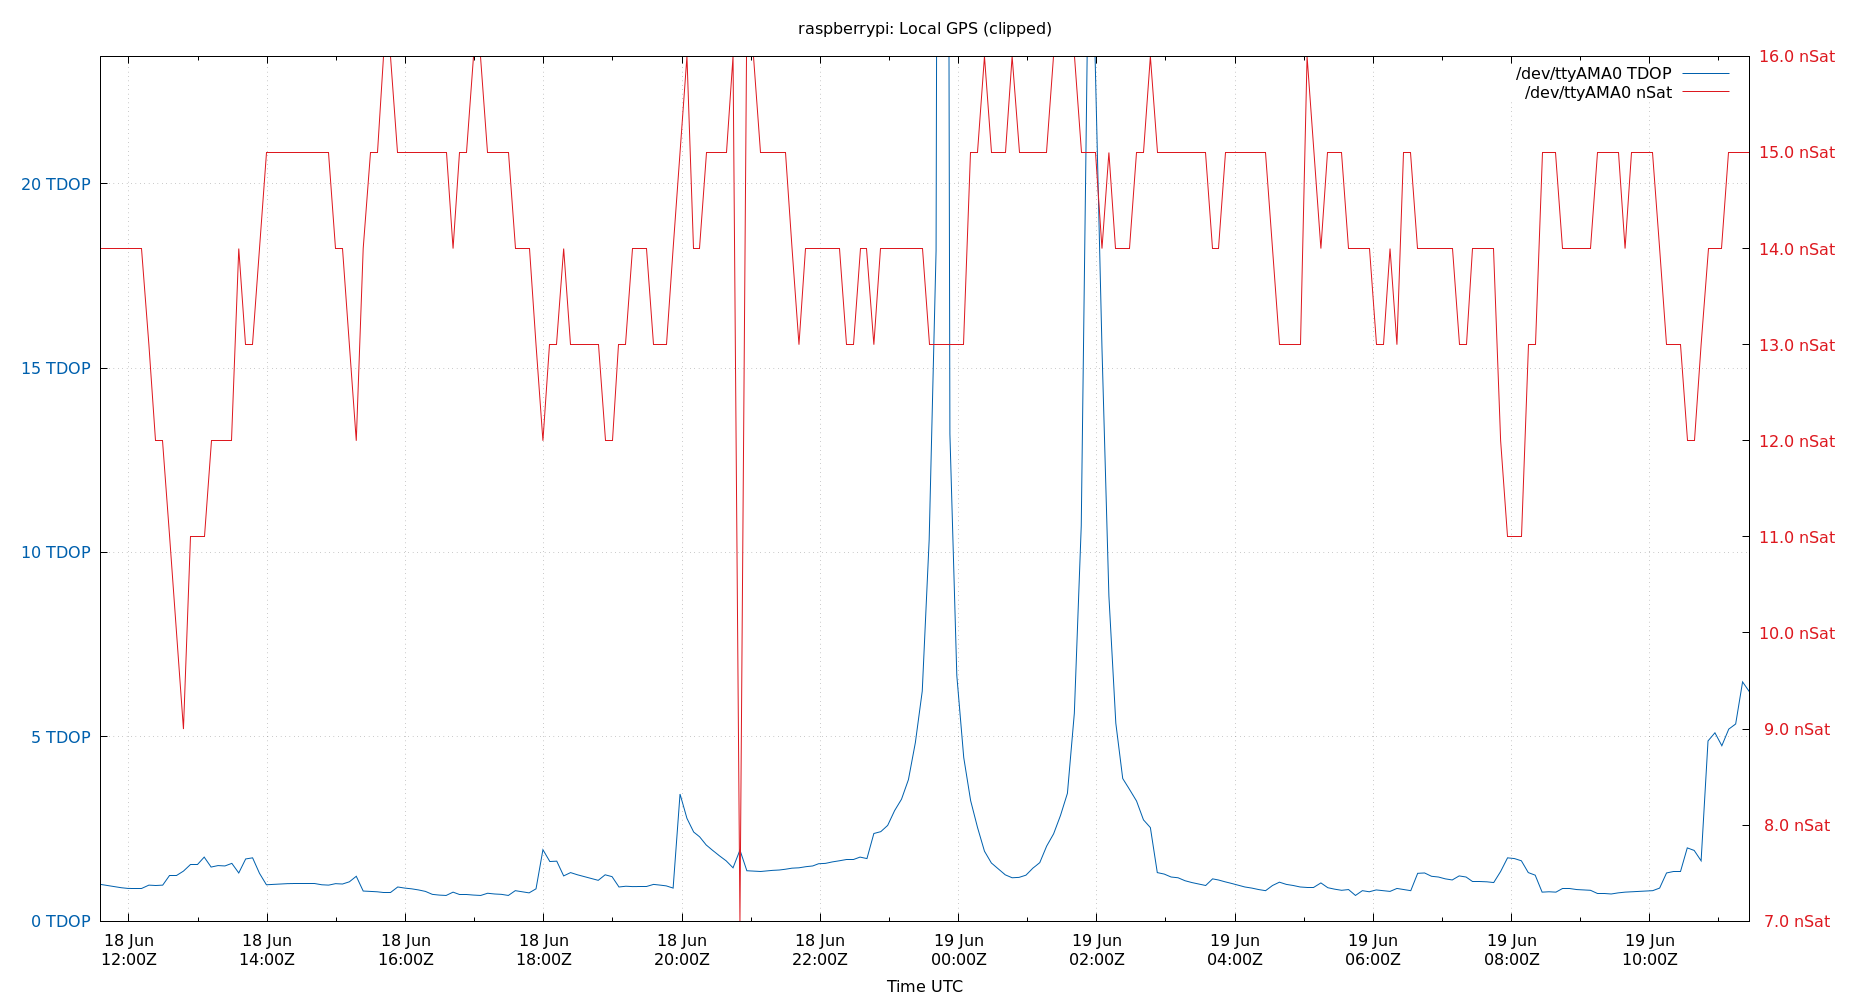 raspberrypi: Local GPS (clipped)
/dev/ttyAMA0 TDOP
/dev/ttyAMA0 nSat
20 TDOP
15 TDOP
10 TDOP
5 TDOP
0 TDOP
16.0 nSat
15.0 nSat
14.0 nSat
13.0 nSat
12.0 nSat
11.0 nSat
10.0 nSat
9.0 nSat
8.0 nSat
7.0 nSat
18 Jun
12:00Z
18 Jun
14:00Z
18 Jun
16:00Z
18 Jun
18:00Z
18 Jun
20:00Z
18 Jun
22:00Z
19 Jun
00:00Z
19 Jun
02:00Z
19 Jun
04:00Z
19 Jun
06:00Z
19 Jun
08:00Z
19 Jun
10:00Z
Time UTC